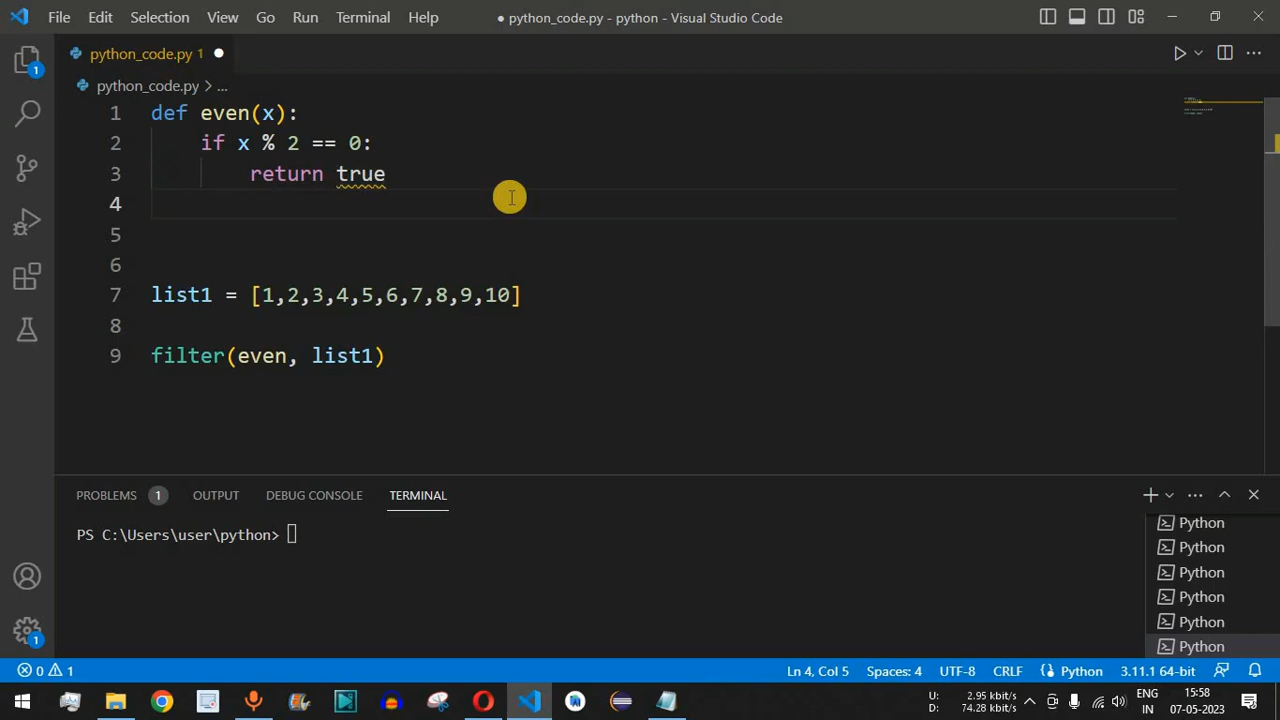 File Edit Selection View Go Run Terminal Help ● python_code.py - python - Visual Studio Code
python_code.py 1 ●
python_code.py > ...
1 def even(x):
2 if x % 2 == 0:
3 return true
4
5
6
7 list1 = [1,2,3,4,5,6,7,8,9,10]
8
9 filter(even, list1)
PROBLEMS 1 OUTPUT DEBUG CONSOLE TERMINAL
PS C:\Users\user\python>
Python
Python
Python
Python
Python
Python
0 1 Ln 4, Col 5 Spaces: 4 UTF-8 CRLF Python 3.11.1 64-bit
U: 2.95 kbit/s ENG 15:58
D: 74.28 kbit/s IN 07-05-2023
1
1